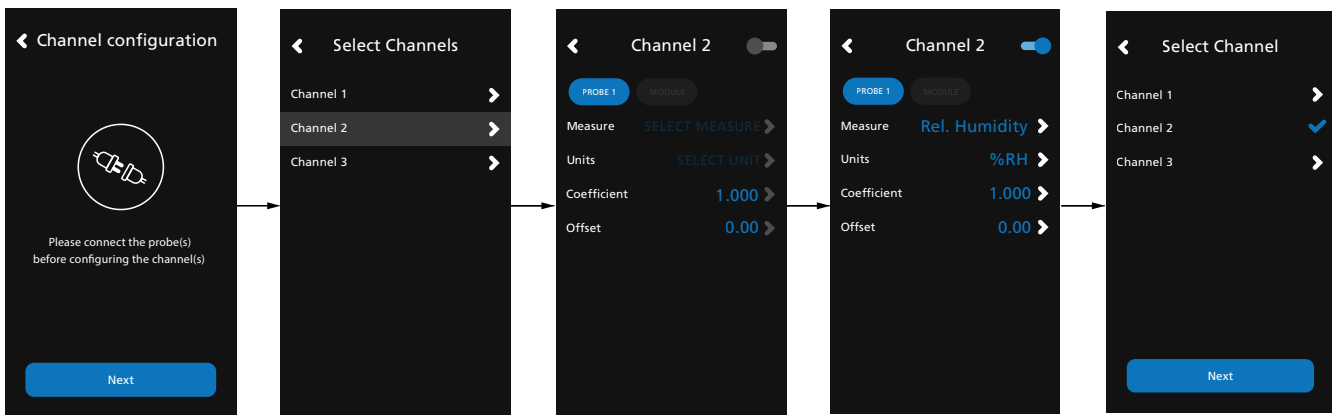 Channel configuration
Please connect the probe(s)
before configuring the channel(s)
Next
Select Channels
Channel 1
Channel 2
Channel 3
Channel 2
PROBE 1 MODULE
Measure SELECT MEASURE
Units SELECT UNIT
Coefficient 1.000
Offset 0.00
Channel 2
PROBE 1 MODULE
Measure Rel. Humidity
Units %RH
Coefficient 1.000
Offset 0.00
Select Channel
Channel 1
Channel 2
Channel 3
Next